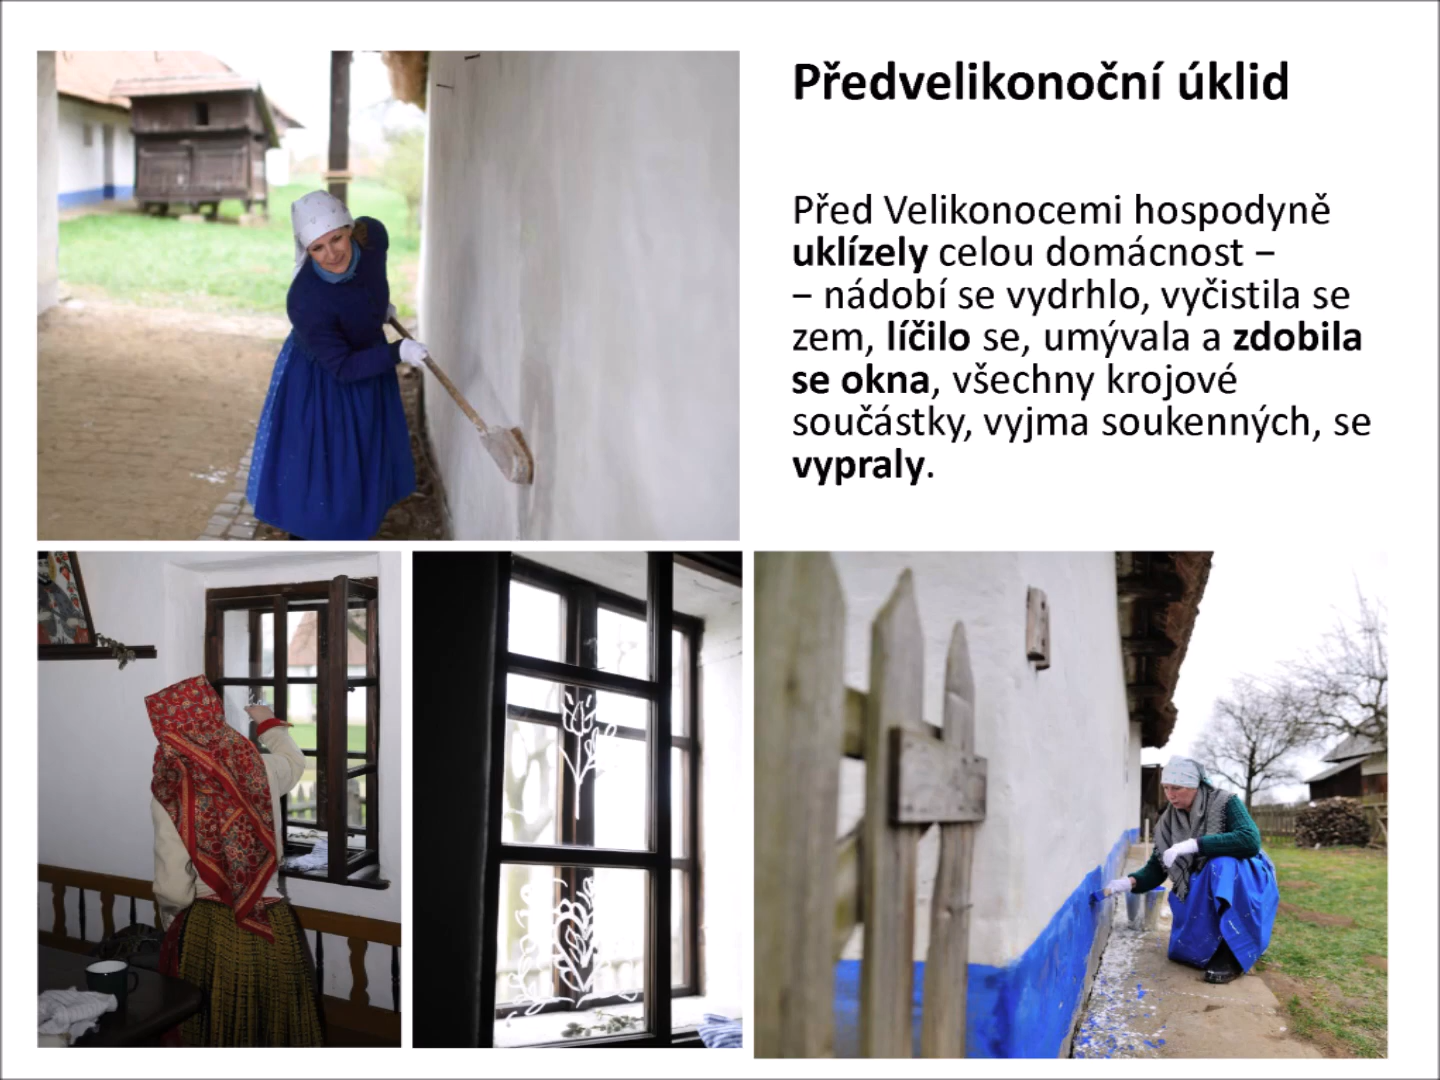 Předvelikonoční úklid
Před Velikonocemi hospodyně
uklízely celou domácnost –
– nádobí se vydrhlo, vyčistila se
zem, líčilo se, umývala a zdobila
se okna, všechny krojové
součástky, vyjma soukenných, se
vypraly.